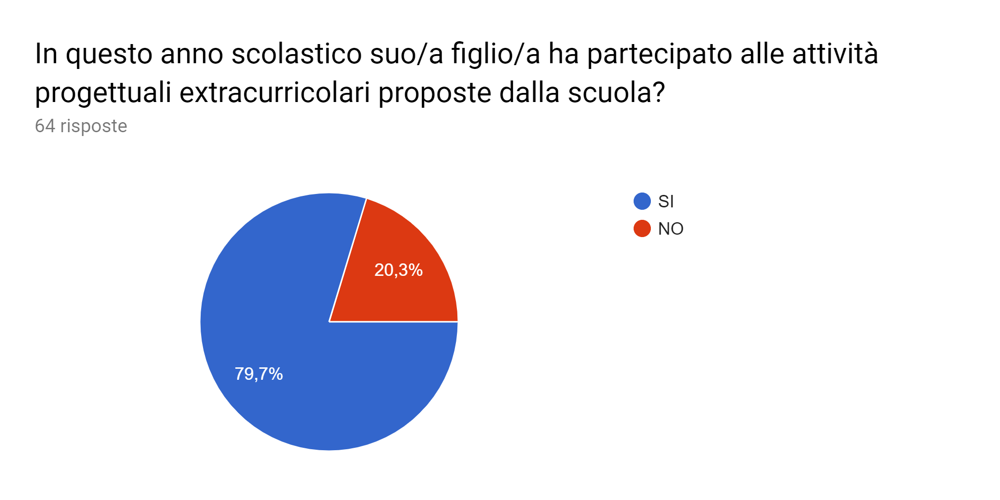 In questo anno scolastico suo/a figlio/a ha partecipato alle attività
progettuali extracurricolari proposte dalla scuola?
64 risposte
SI
NO
20,3%
79,7%